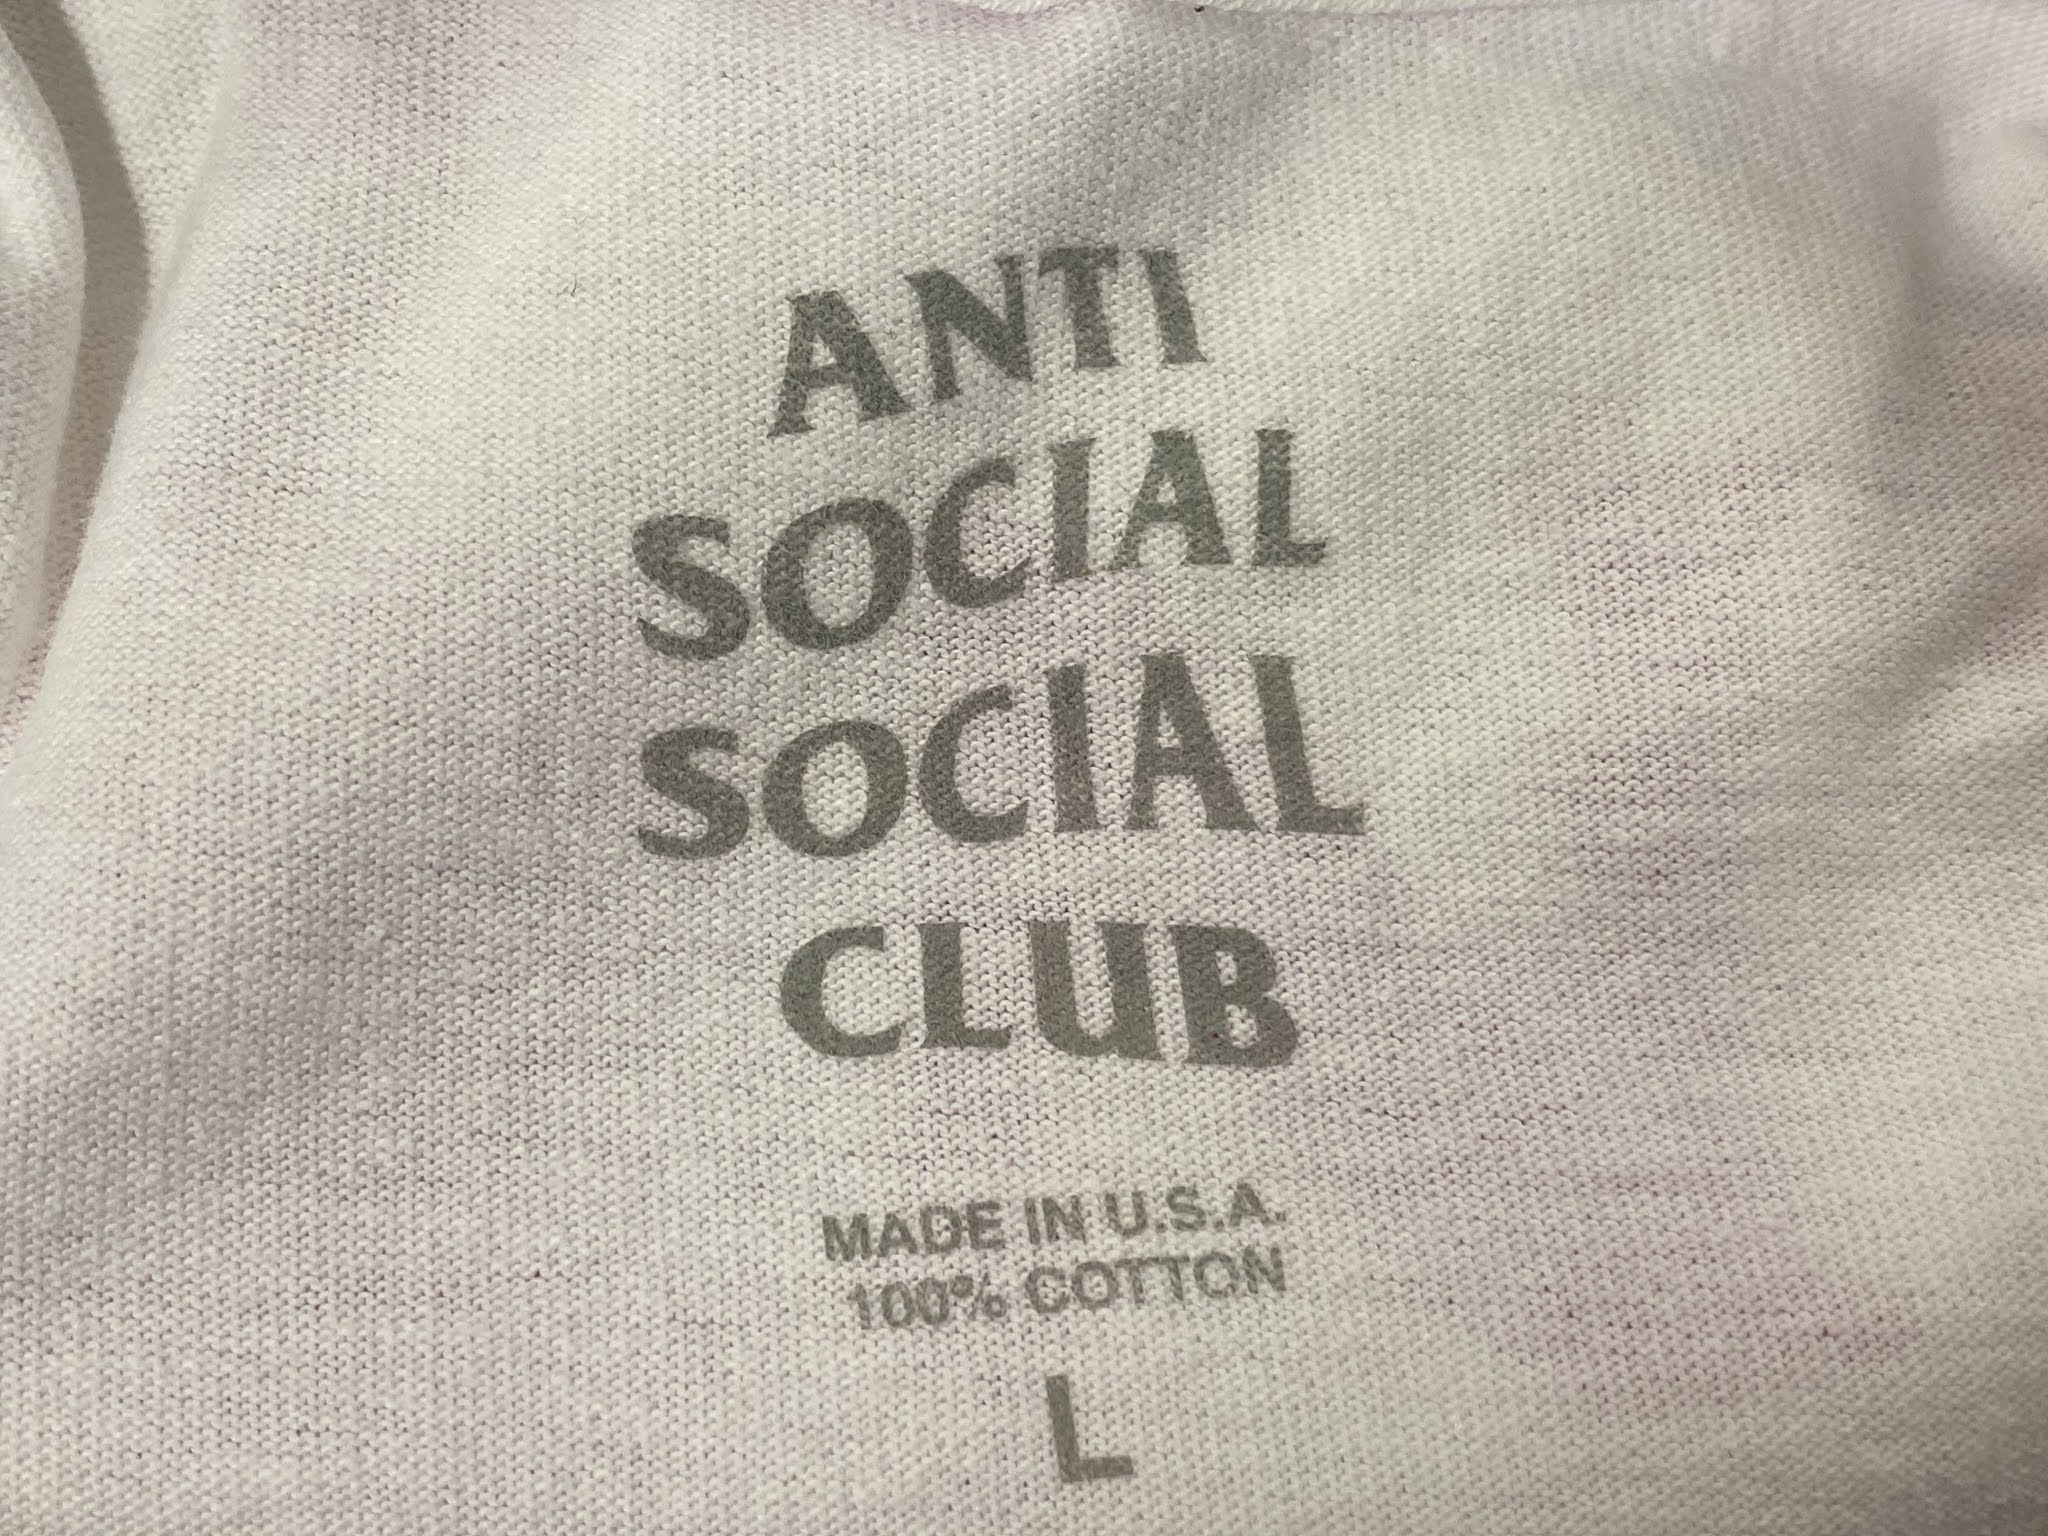 ANTI
SOCIAL
SOCIAL
CLUB
MADE IN U.S.A.
100% COTTON
L